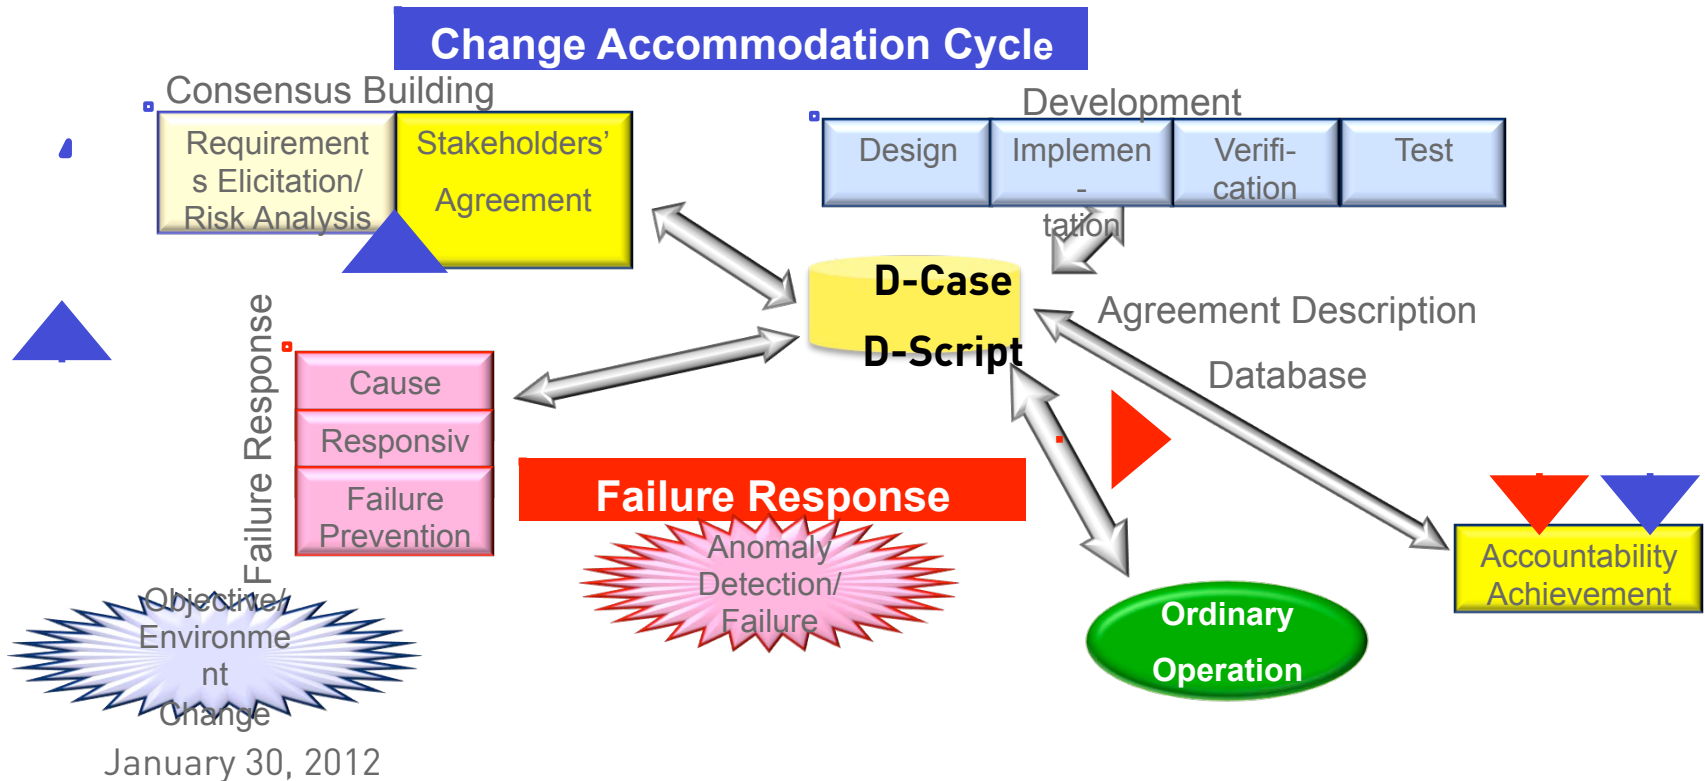 Change Accommodation Cycle
Consensus Building
Requirement
s Elicitation/
Risk Analysis
Stakeholders’
Agreement
Development
Design
Implemen
-
tation
Verifi-
cation
Test
D-Case
D-Script
Agreement Description
Database
Failure Response
Cause
Responsiv
Failure
Prevention
Failure Response
Anomaly
Detection/
Failure
Objective/
Environme
nt
Change
Ordinary
Operation
Accountability
Achievement
January 30, 2012